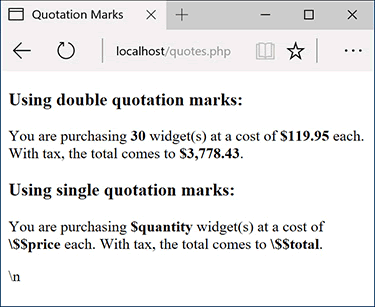 Quotation Marks
localhost/quotes.php
Using double quotation marks:
You are purchasing 30 widget(s) at a cost of $119.95 each.
With tax, the total comes to $3,778.43.
Using single quotation marks:
You are purchasing $quantity widget(s) at a cost of
\$$price each. With tax, the total comes to \$$total.
\n